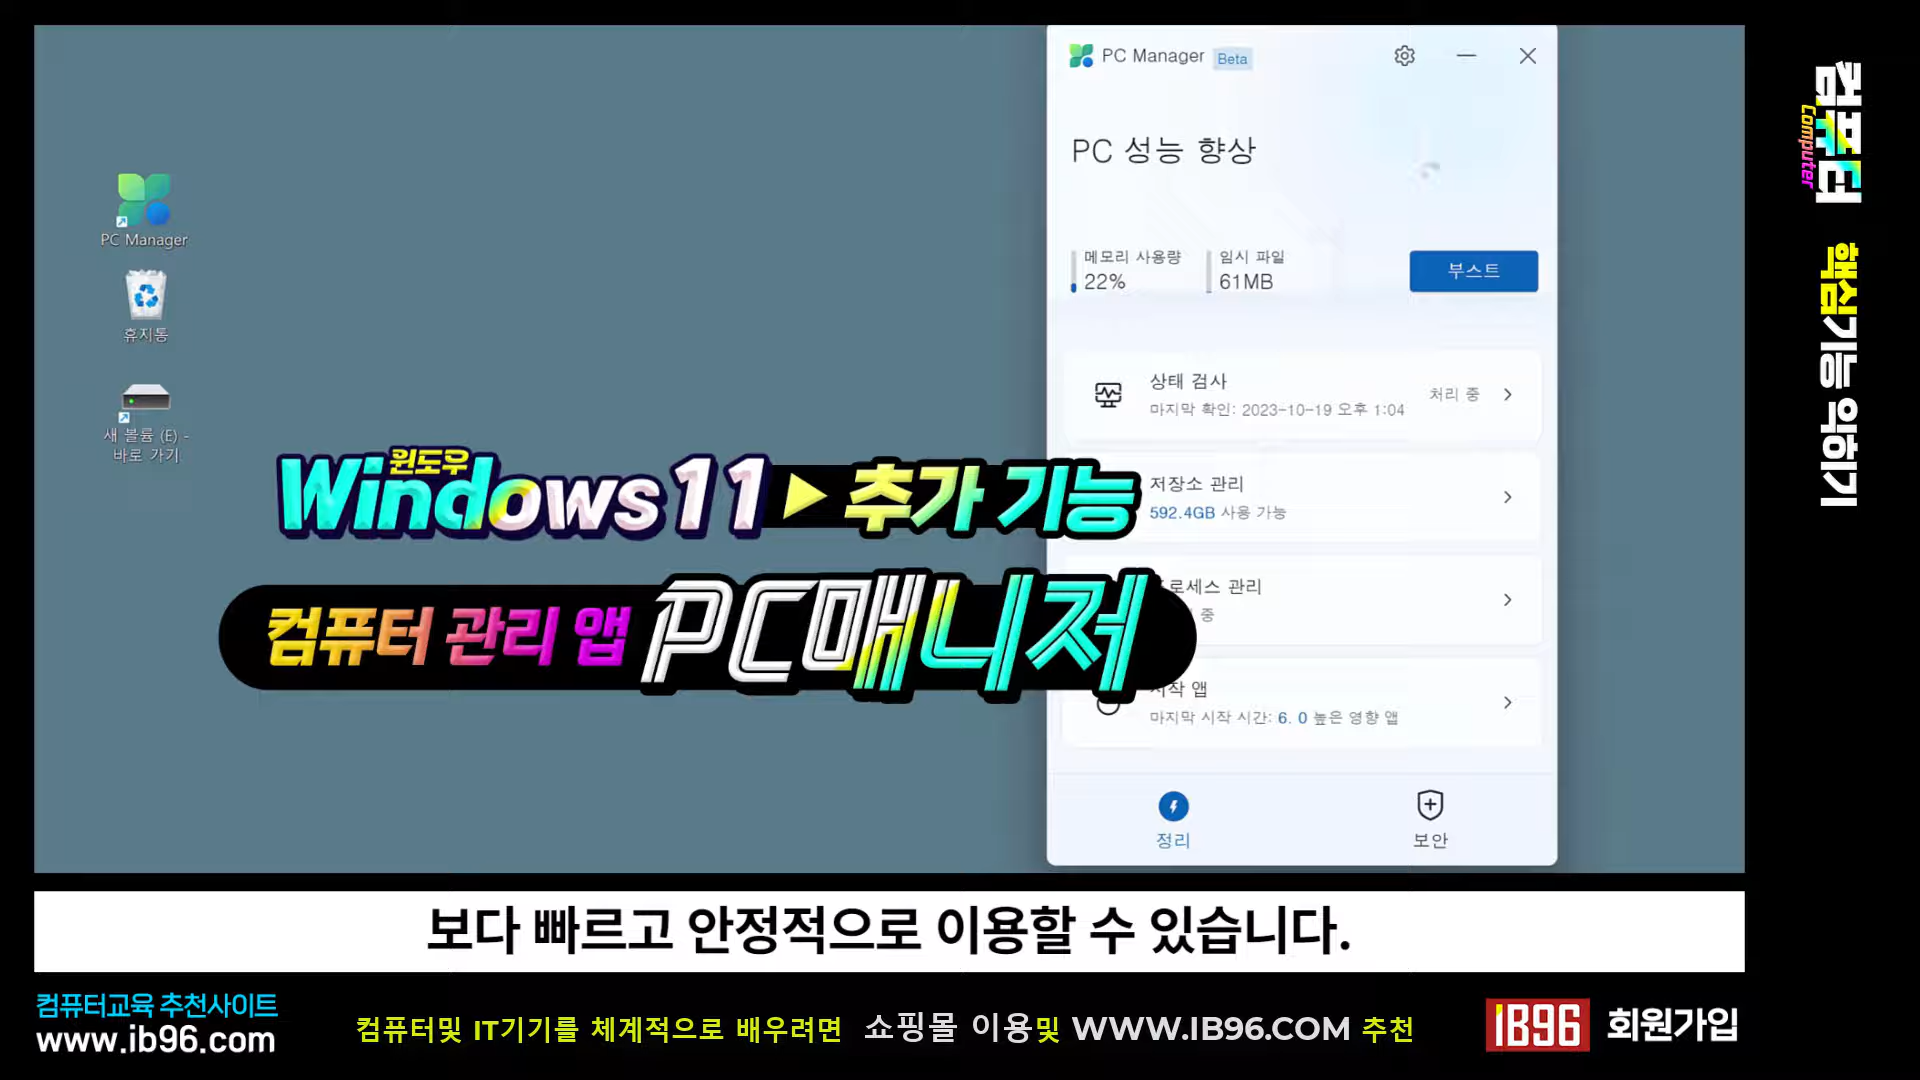 PC Manager Beta
PC 성능 향상
메모리 사용량
22%
임시 파일
61MB
부스트
상태 검사
마지막 확인: 2023-10-19 오후 1:04
처리 중
저장소 관리
592.4GB 사용 가능
로세스 관리
중
작 앱
마지막 시작 시간: 6. 0 높은 영향 앱
정리
보안
PC Manager
휴지통
새 볼륨 (E) -
바로 가기
윈도우
Windows 11 ▶ 추가 기능
컴퓨터 관리 앱 PC매니저
보다 빠르고 안정적으로 이용할 수 있습니다.
컴퓨터교육 추천사이트
www.ib96.com
컴퓨터및 IT기기를 체계적으로 배우려면 쇼핑몰 이용및 WWW.IB96.COM 추천
IB96 회원가입
컴퓨터
Computer
핵심기능 익히기